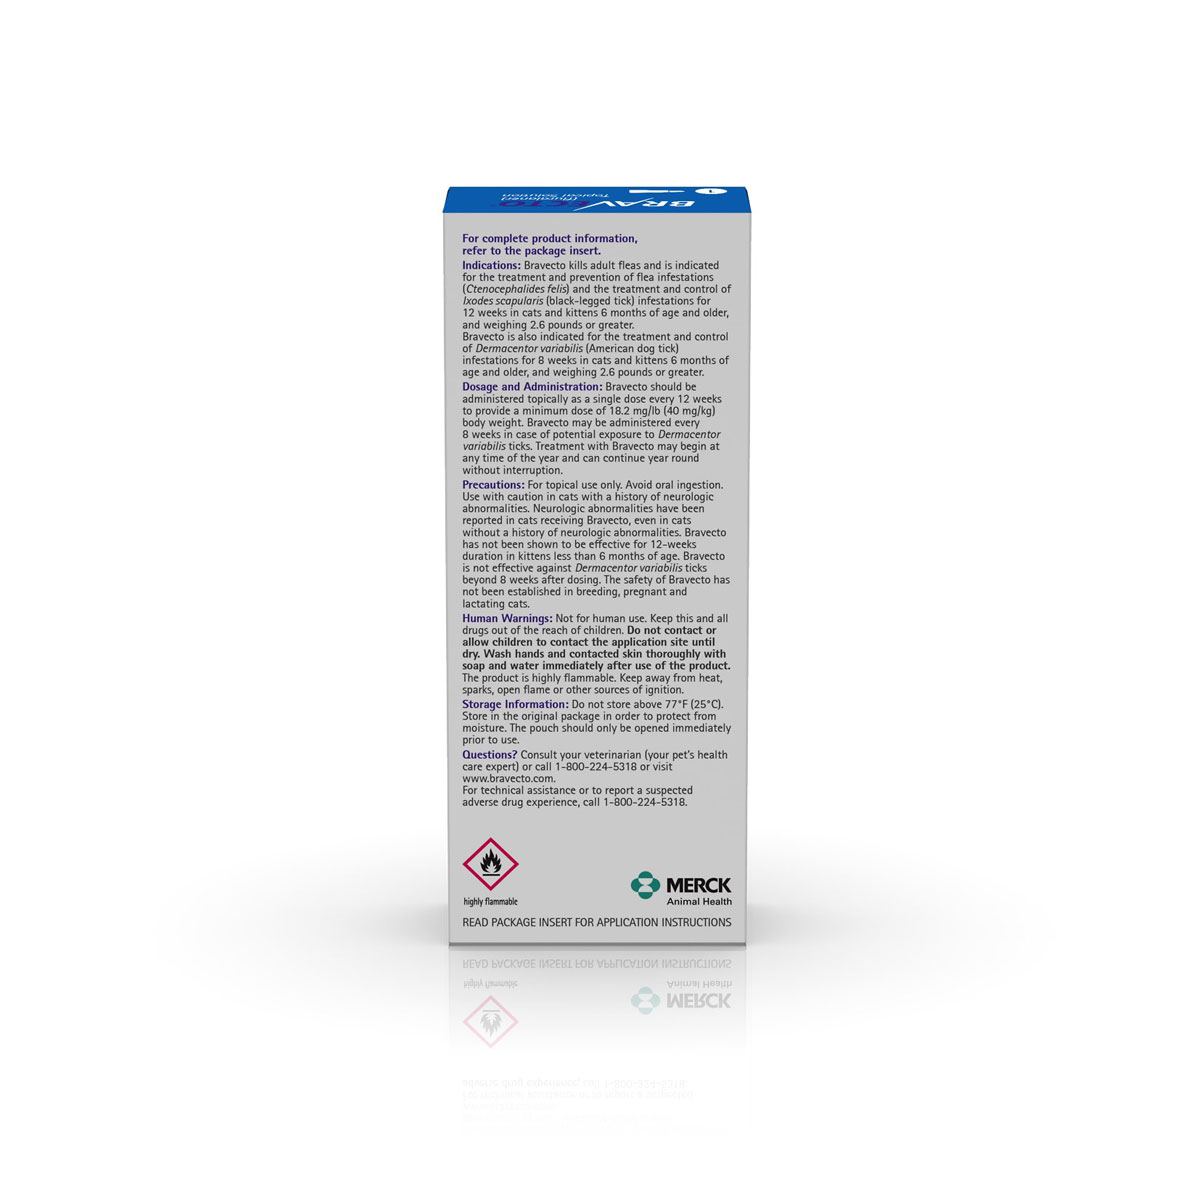 BRAVECTO
(fluralaner)
Topical Solution
1
For complete product information,
refer to the package insert.
Indications: Bravecto kills adult fleas and is indicated
for the treatment and prevention of flea infestations
(Ctenocephalides felis) and the treatment and control of
Ixodes scapularis (black-legged tick) infestations for
12 weeks in cats and kittens 6 months of age and older,
and weighing 2.6 pounds or greater.
Bravecto is also indicated for the treatment and control
of Dermacentor variabilis (American dog tick)
infestations for 8 weeks in cats and kittens 6 months of
age and older, and weighing 2.6 pounds or greater.
Dosage and Administration: Bravecto should be
administered topically as a single dose every 12 weeks
to provide a minimum dose of 18.2 mg/lb (40 mg/kg)
body weight. Bravecto may be administered every
8 weeks in case of potential exposure to Dermacentor
variabilis ticks. Treatment with Bravecto may begin at
any time of the year and can continue year round
without interruption.
Precautions: For topical use only. Avoid oral ingestion.
Use with caution in cats with a history of neurologic
abnormalities. Neurologic abnormalities have been
reported in cats receiving Bravecto, even in cats
without a history of neurologic abnormalities. Bravecto
has not been shown to be effective for 12-weeks
duration in kittens less than 6 months of age. Bravecto
is not effective against Dermacentor variabilis ticks
beyond 8 weeks after dosing. The safety of Bravecto has
not been established in breeding, pregnant and
lactating cats.
Human Warnings: Not for human use. Keep this and all
drugs out of the reach of children. Do not contact or
allow children to contact the application site until
dry. Wash hands and contacted skin thoroughly with
soap and water immediately after use of the product.
The product is highly flammable. Keep away from heat,
sparks, open flame or other sources of ignition.
Storage Information: Do not store above 77°F (25°C).
Store in the original package in order to protect from
moisture. The pouch should only be opened immediately
prior to use.
Questions? Consult your veterinarian (your pet's health
care expert) or call 1-800-224-5318 or visit
www.bravecto.com.
For technical assistance or to report a suspected
adverse drug experience, call 1-800-224-5318.
highly flammable
MERCK
Animal Health
READ PACKAGE INSERT FOR APPLICATION INSTRUCTIONS